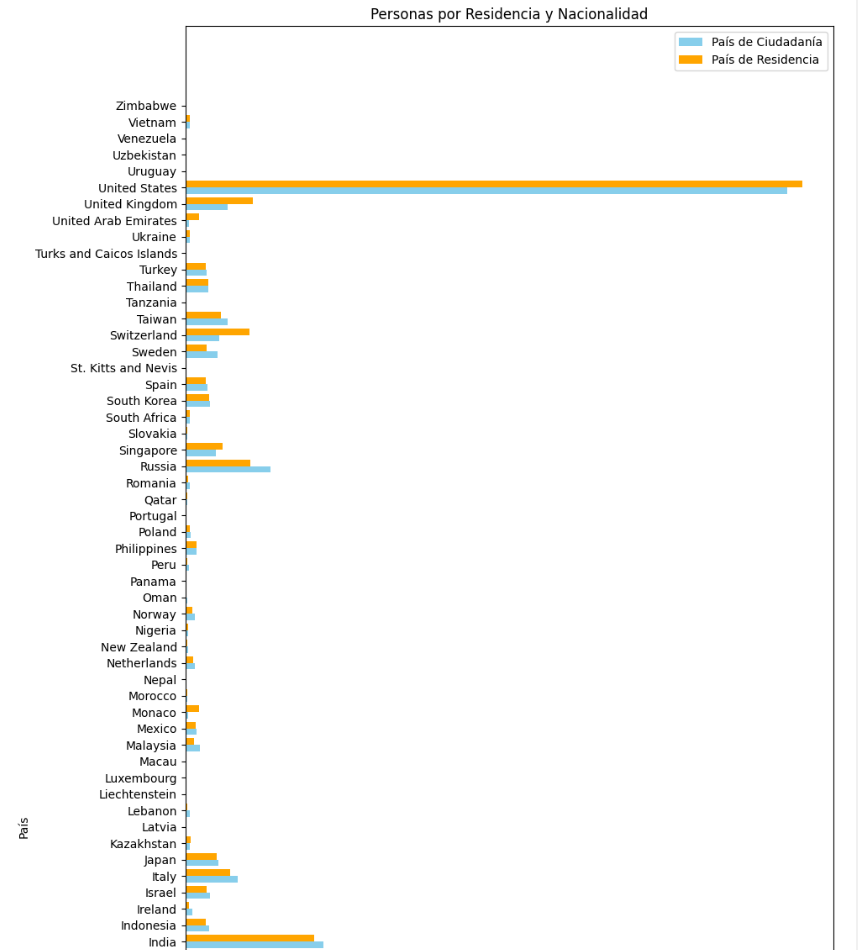 Personas por Residencia y Nacionalidad
País de Ciudadanía
País de Residencia
Zimbabwe
Vietnam
Venezuela
Uzbekistan
Uruguay
United States
United Kingdom
United Arab Emirates
Ukraine
Turks and Caicos Islands
Turkey
Thailand
Tanzania
Taiwan
Switzerland
Sweden
St. Kitts and Nevis
Spain
South Korea
South Africa
Slovakia
Singapore
Russia
Romania
Qatar
Portugal
Poland
Philippines
Peru
Panama
Oman
Norway
Nigeria
New Zealand
Netherlands
Nepal
Morocco
Monaco
Mexico
Malaysia
Macau
Luxembourg
Liechtenstein
Lebanon
Latvia
Kazakhstan
Japan
Italy
Israel
Ireland
Indonesia
India
País